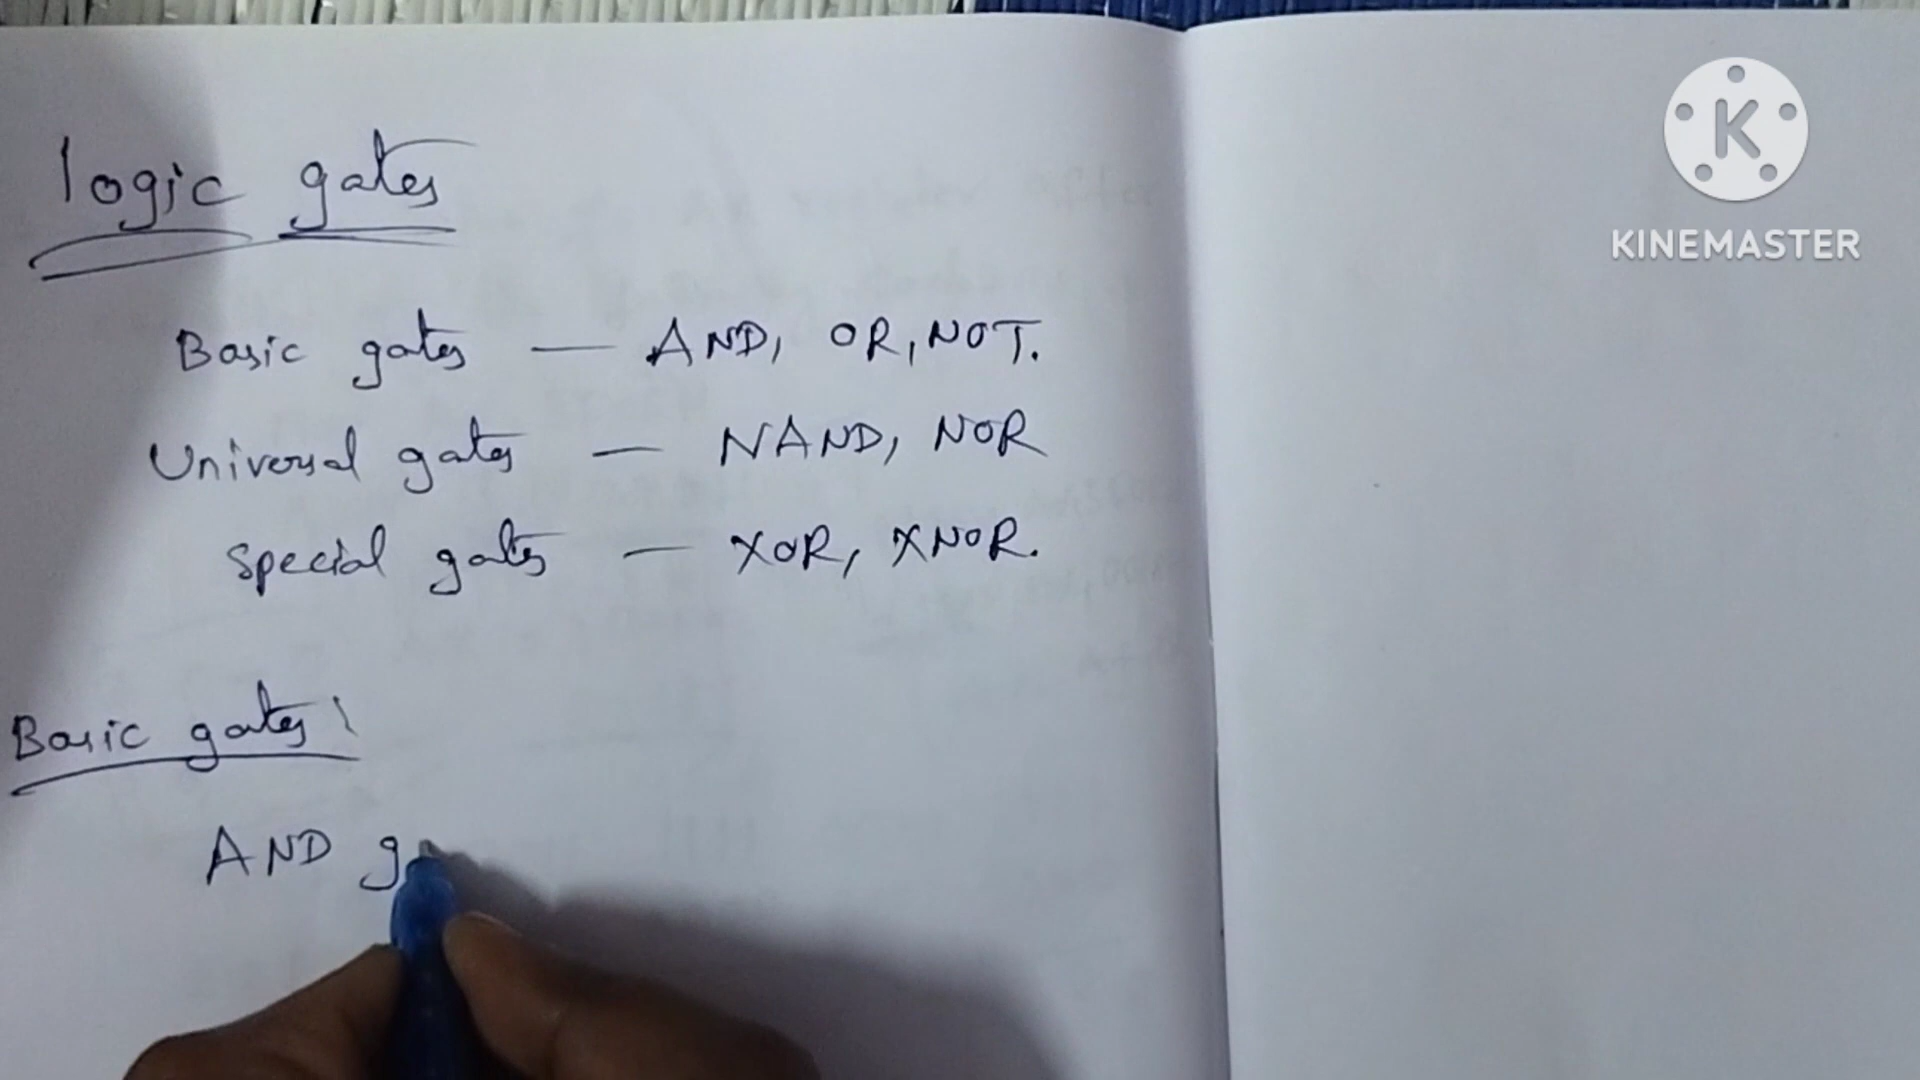 logic gates
Basic gates — AND, OR, NOT.
Universal gates — NAND, NOR
Special gates — XOR, XNOR.
Basic gates:
AND g
KINEMASTER